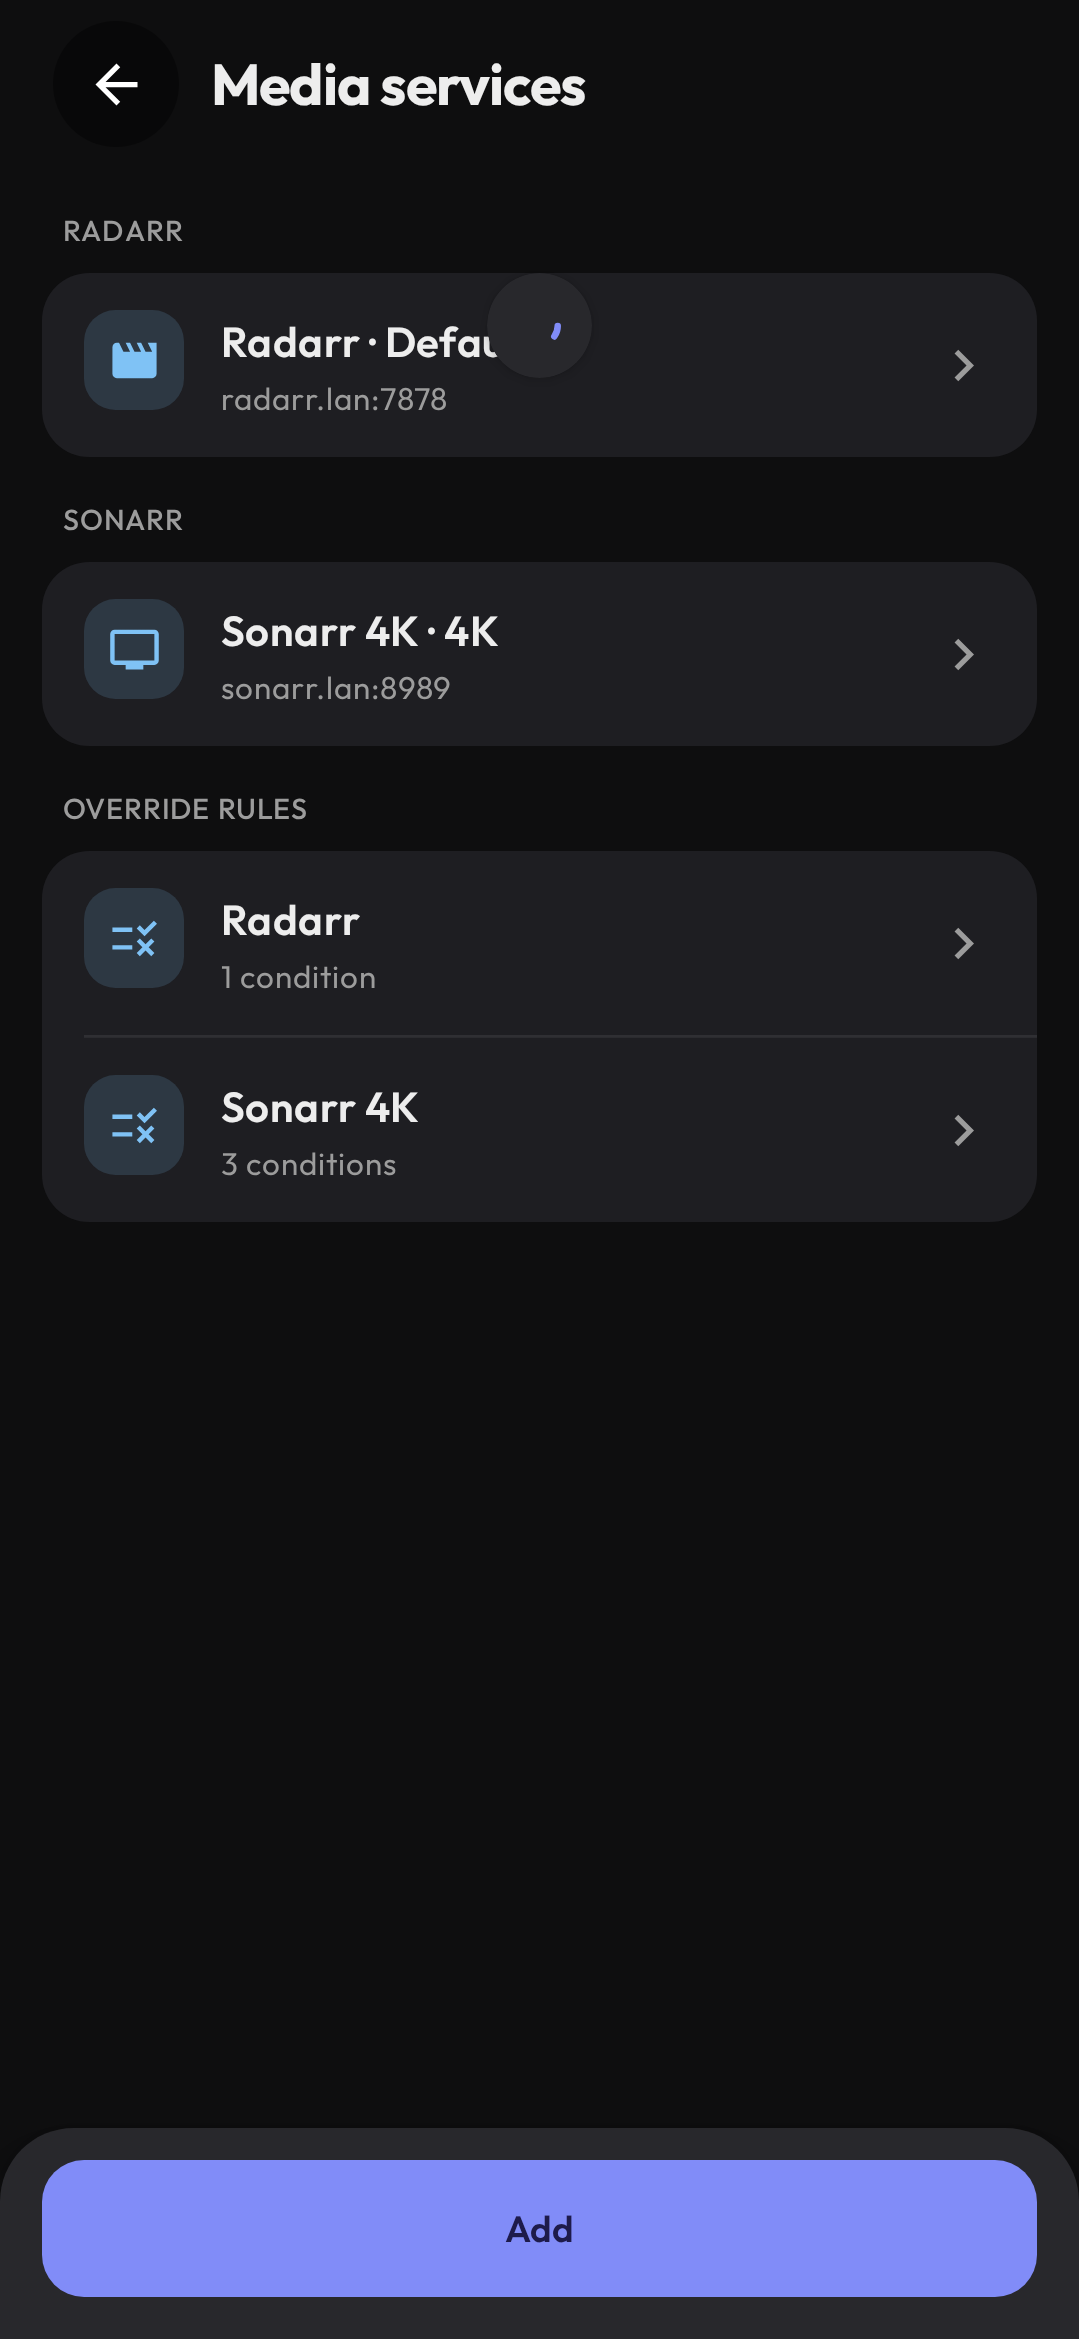 Media services
RADARR
Radarr ·
radarr.lan:7878
SONARR
Sonarr 4K · 4K
sonarr.lan:8989
OVERRIDE RULES
Radarr
1 condition
Sonarr 4K
3 conditions
Add